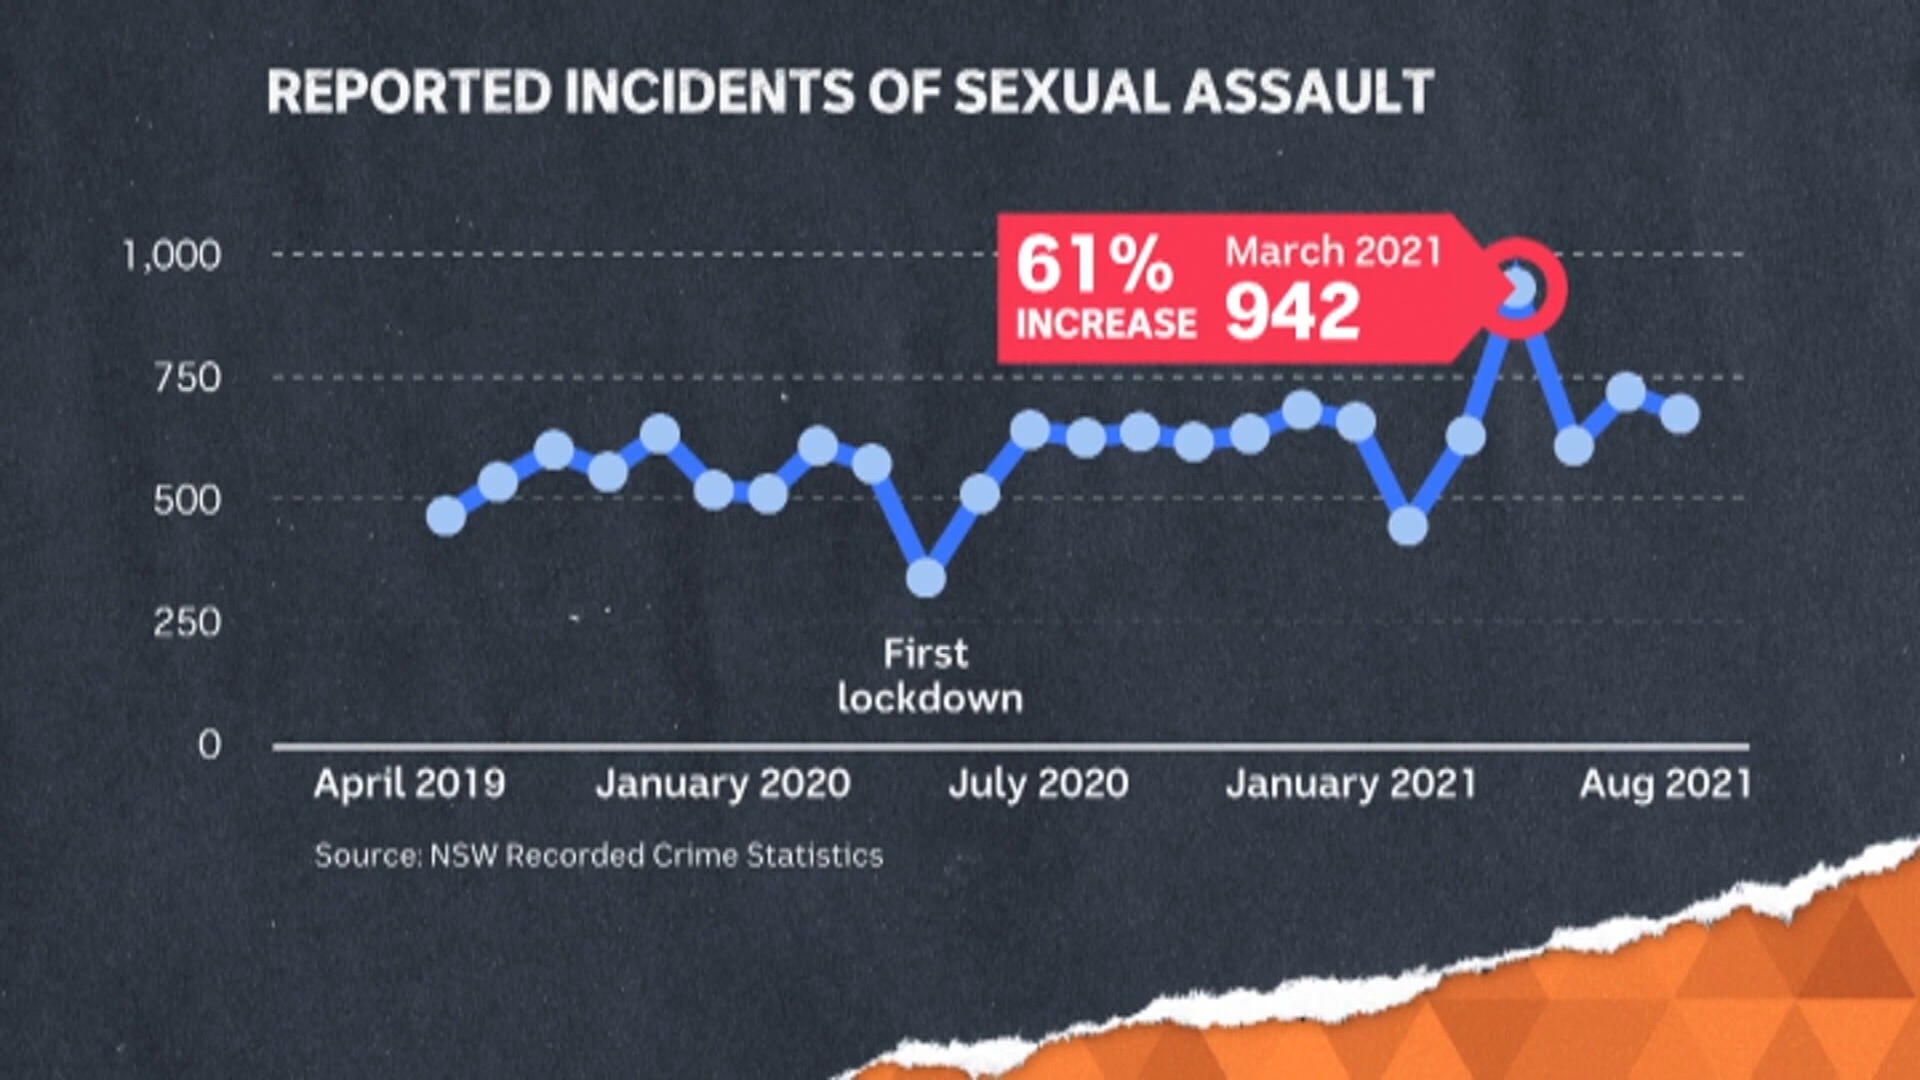 REPORTED INCIDENTS OF SEXUAL ASSAULT
1,000
61% INCREASE
March 2021
942
750
500
250
First
lockdown
0
April 2019 January 2020 July 2020 January 2021 Aug 2021
Source: NSW Recorded Crime Statistics